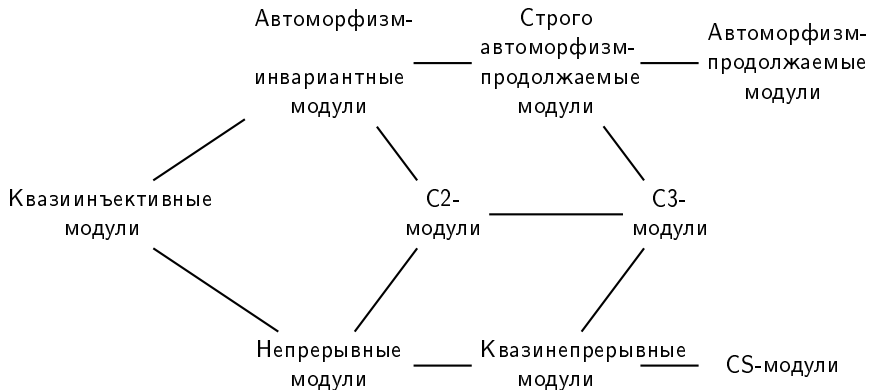 Автоморфизм-
инвариантные
модули
Строго
автоморфизм-
продолжаемые
модули
Автоморфизм-
продолжаемые
модули
Квазиинъективные
модули
C2-
модули
C3-
модули
Непрерывные
модули
Квазинепрерывные
модули
CS-модули